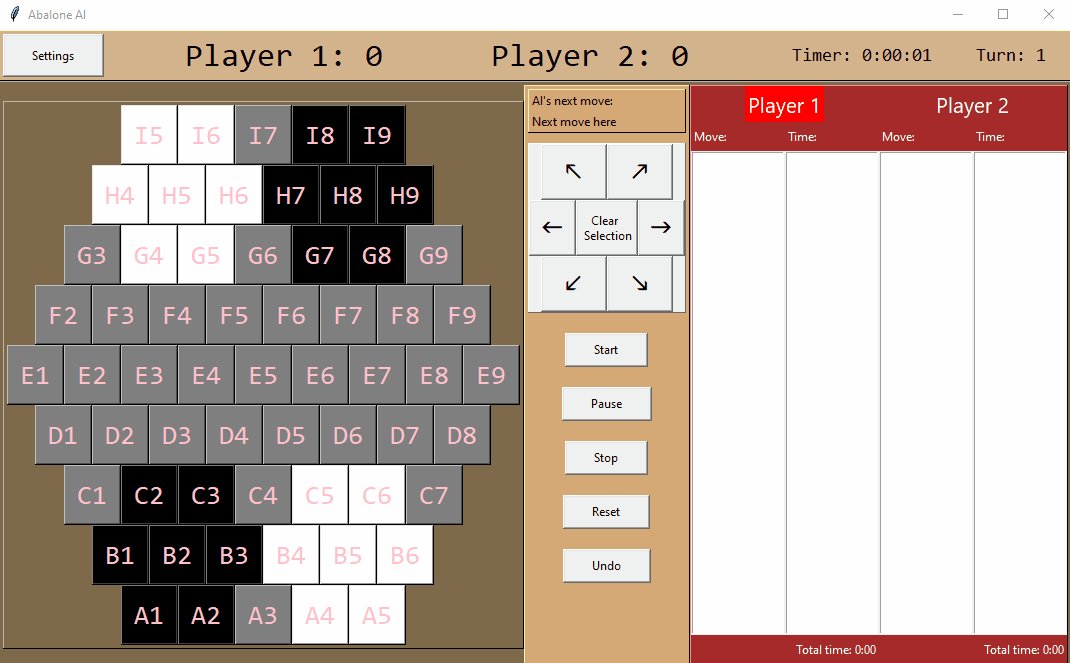 Abalone AI
Settings
Player 1: 0
Player 2: 0
Timer: 0:00:01
Turn: 1
I5 I6 I7 I8 I9
H4 H5 H6 H7 H8 H9
G3 G4 G5 G6 G7 G8 G9
F2 F3 F4 F5 F6 F7 F8 F9
E1 E2 E3 E4 E5 E6 E7 E8 E9
D1 D2 D3 D4 D5 D6 D7 D8
C1 C2 C3 C4 C5 C6 C7
B1 B2 B3 B4 B5 B6
A1 A2 A3 A4 A5
AI's next move:
Next move here
↖ ↗
← Clear
Selection →
↙ ↘
Start
Pause
Stop
Reset
Undo
Player 1 Player 2
Move: Time: Move: Time:
Total time: 0:00 Total time: 0:00